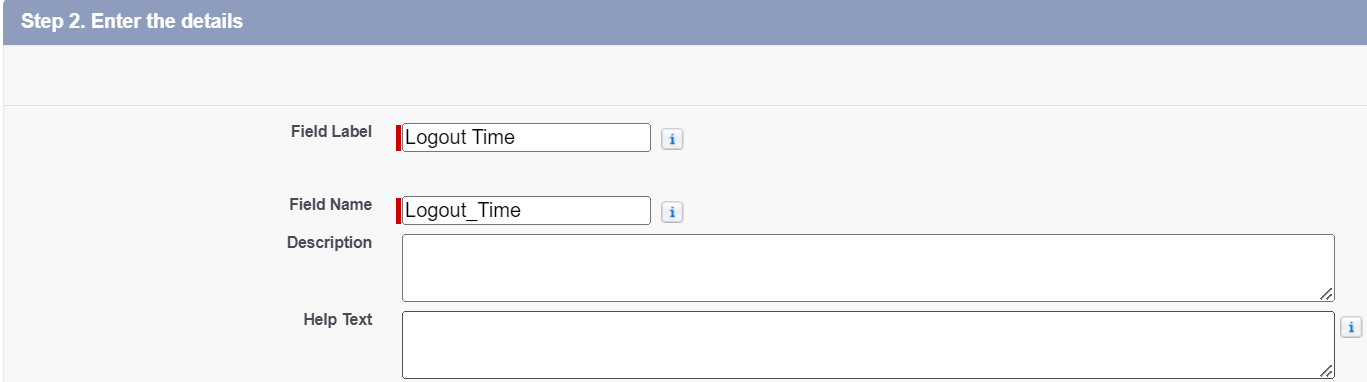 Step 2. Enter the details
Field Label Logout Time i
Field Name Logout_Time i
Description
Help Text i